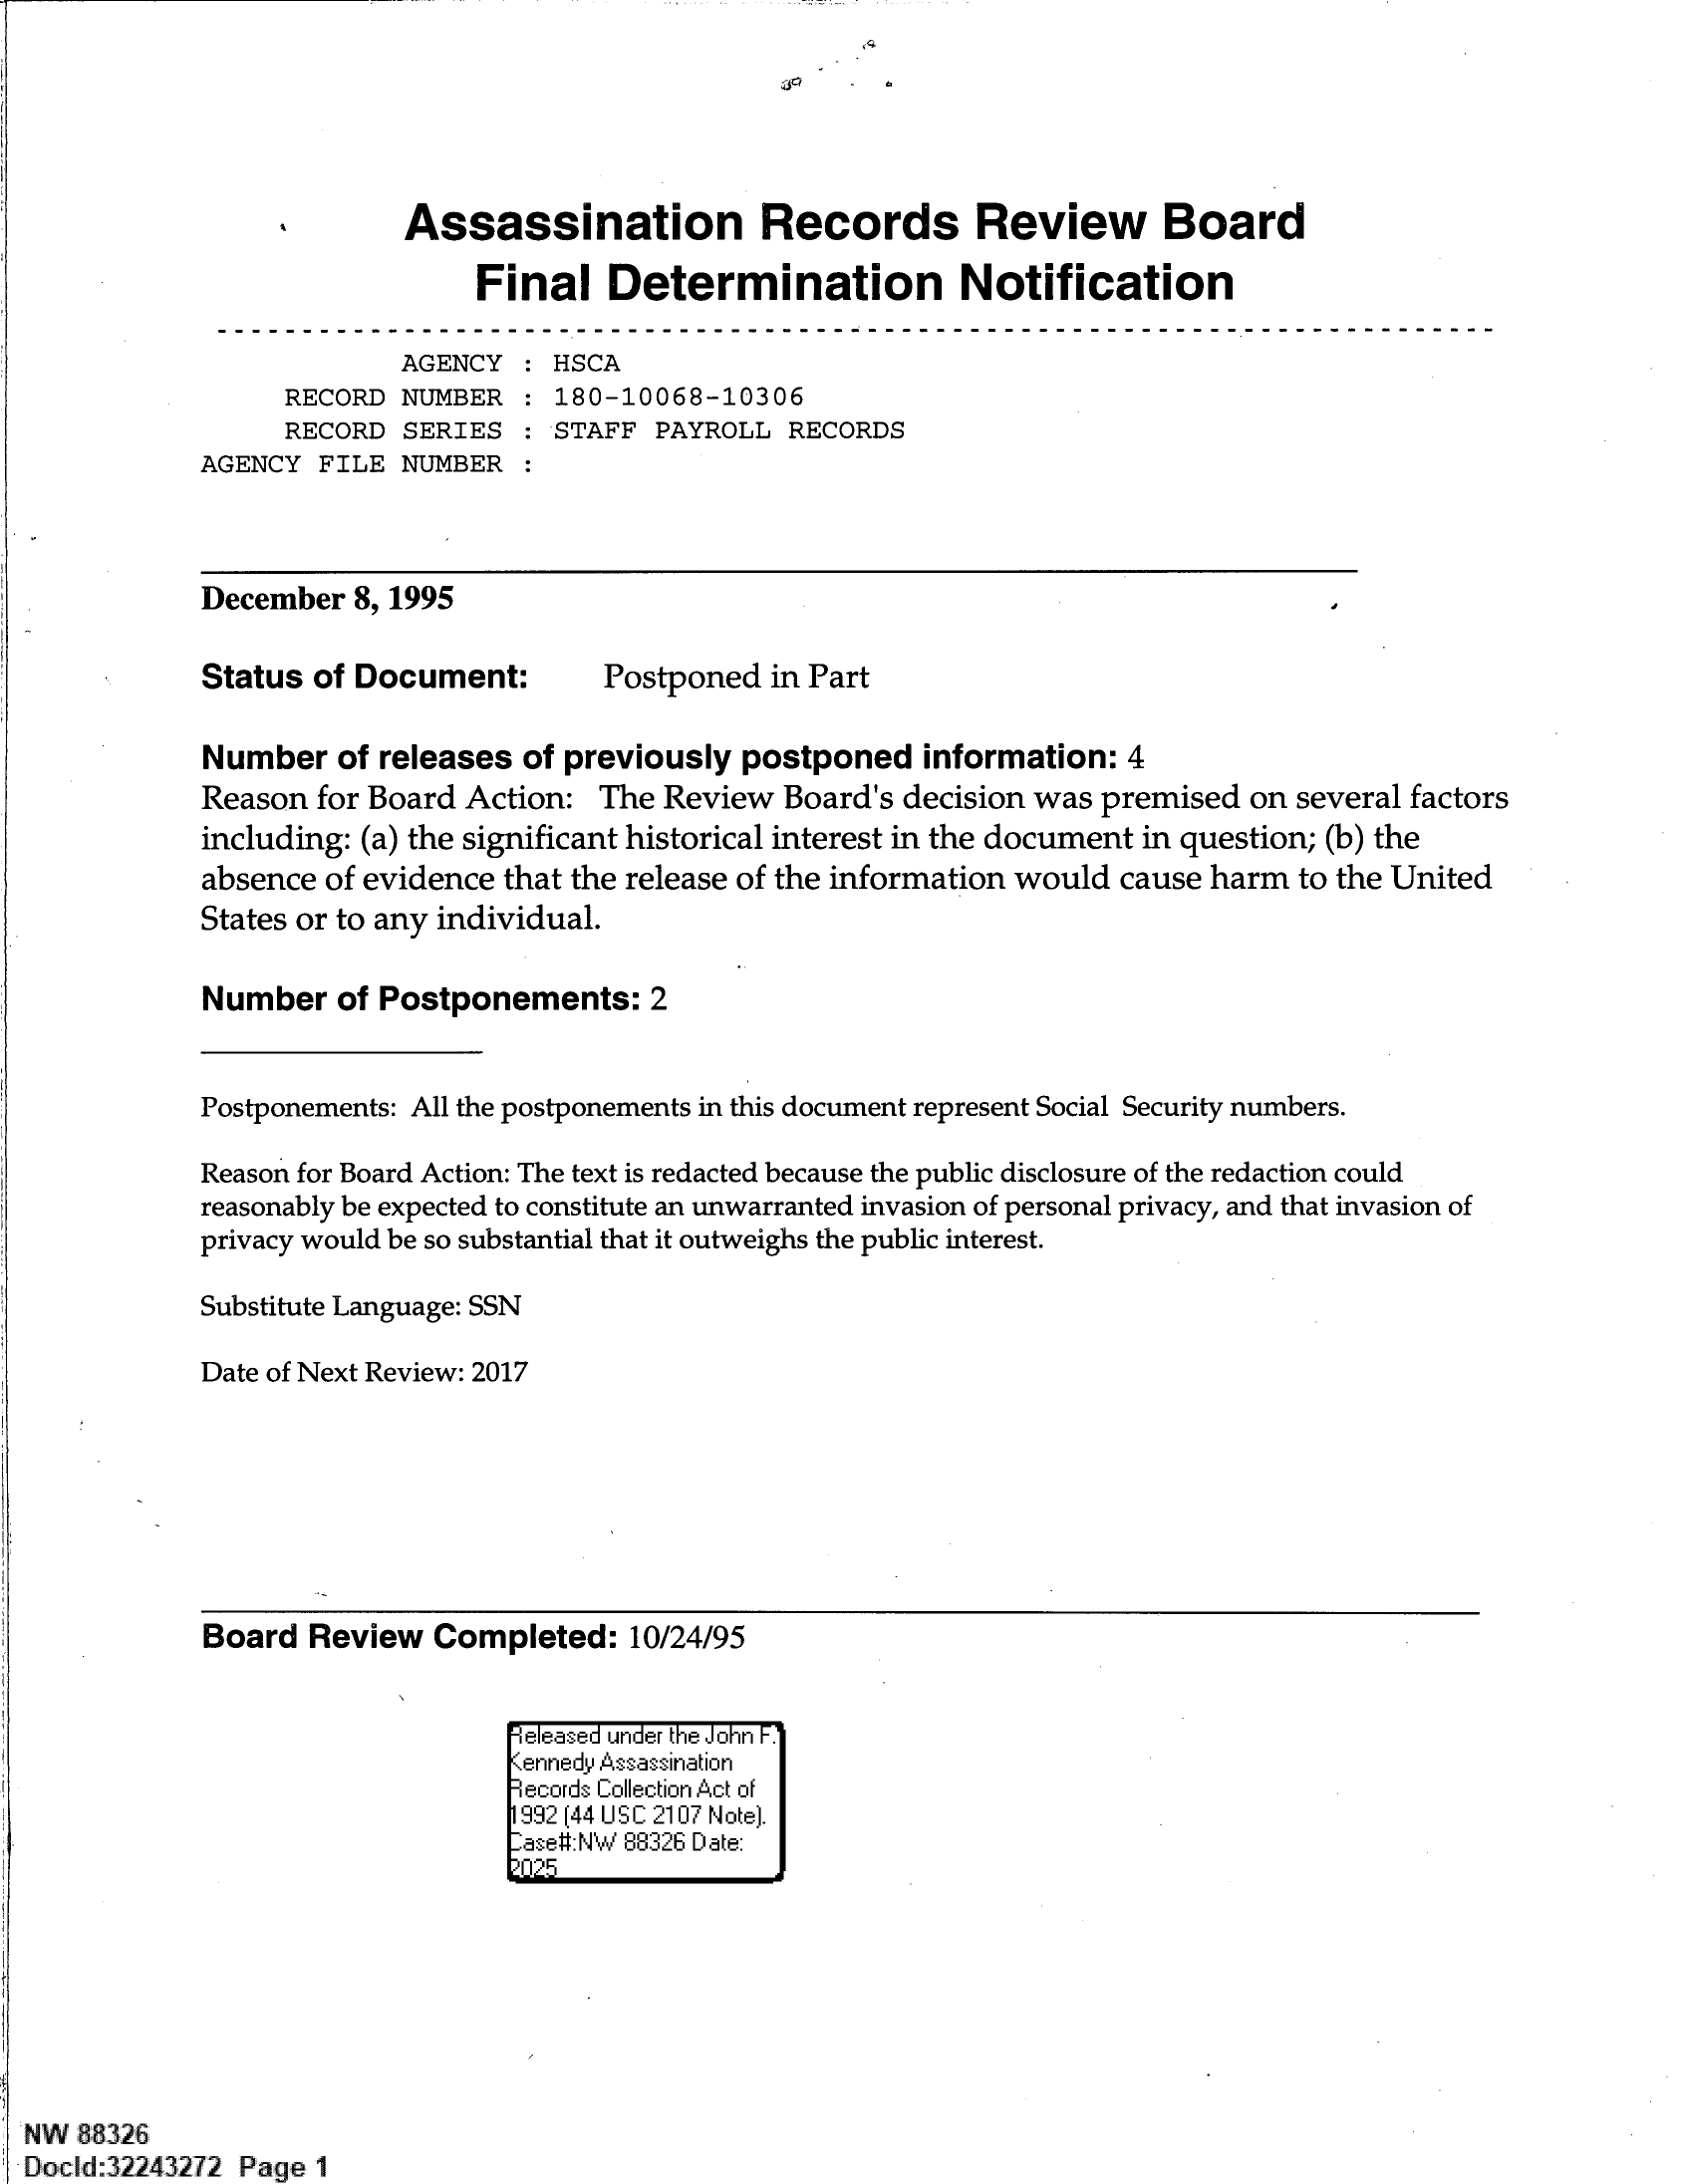 Assassination Records Review Board
Final Determination Notification
AGENCY : HSCA
RECORD NUMBER : 180-10068-10306
RECORD SERIES : STAFF PAYROLL RECORDS
AGENCY FILE NUMBER :
December 8, 1995
Status of Document: Postponed in Part
Number of releases of previously postponed information: 4
Reason for Board Action: The Review Board's decision was premised on several factors
including: (a) the significant historical interest in the document in question; (b) the
absence of evidence that the release of the information would cause harm to the United
States or to any individual.
Number of Postponements: 2
Postponements: All the postponements in this document represent Social Security numbers.
Reason for Board Action: The text is redacted because the public disclosure of the redaction could
reasonably be expected to constitute an unwarranted invasion of personal privacy, and that invasion of
privacy would be so substantial that it outweighs the public interest.
Substitute Language: SSN
Date of Next Review: 2017
Board Review Completed: 10/24/95
Released under the John F.
Kennedy Assassination
Records Collection Act of
1992 (44 USC 2107 Note).
Case#:NW 88326 Date:
2025
NW 88326
DocId:32243272 Page 1